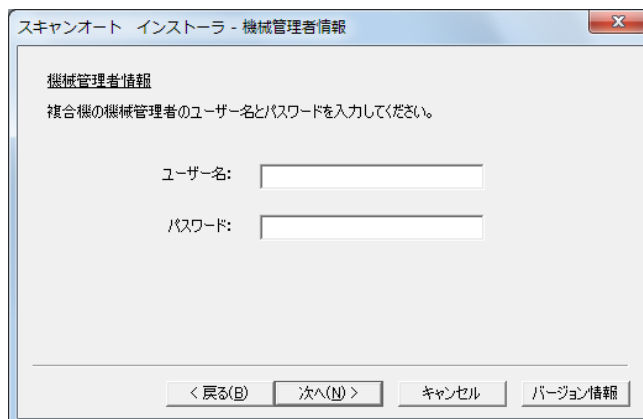 スキャンオート　インストーラ - 機械管理者情報
機械管理者情報
複合機の機械管理者のユーザー名とパスワードを入力してください。
ユーザー名:
パスワード:
< 戻る(B)　次へ(N) >　キャンセル　バージョン情報